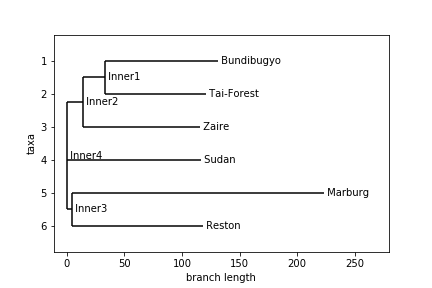 1
Bundibugyo
Inner1
2
Tai-Forest
Inner2
3
Zaire
taxa
Inner4
4
Sudan
5
Marburg
Inner3
6
Reston
0 50 100 150 200 250
branch length